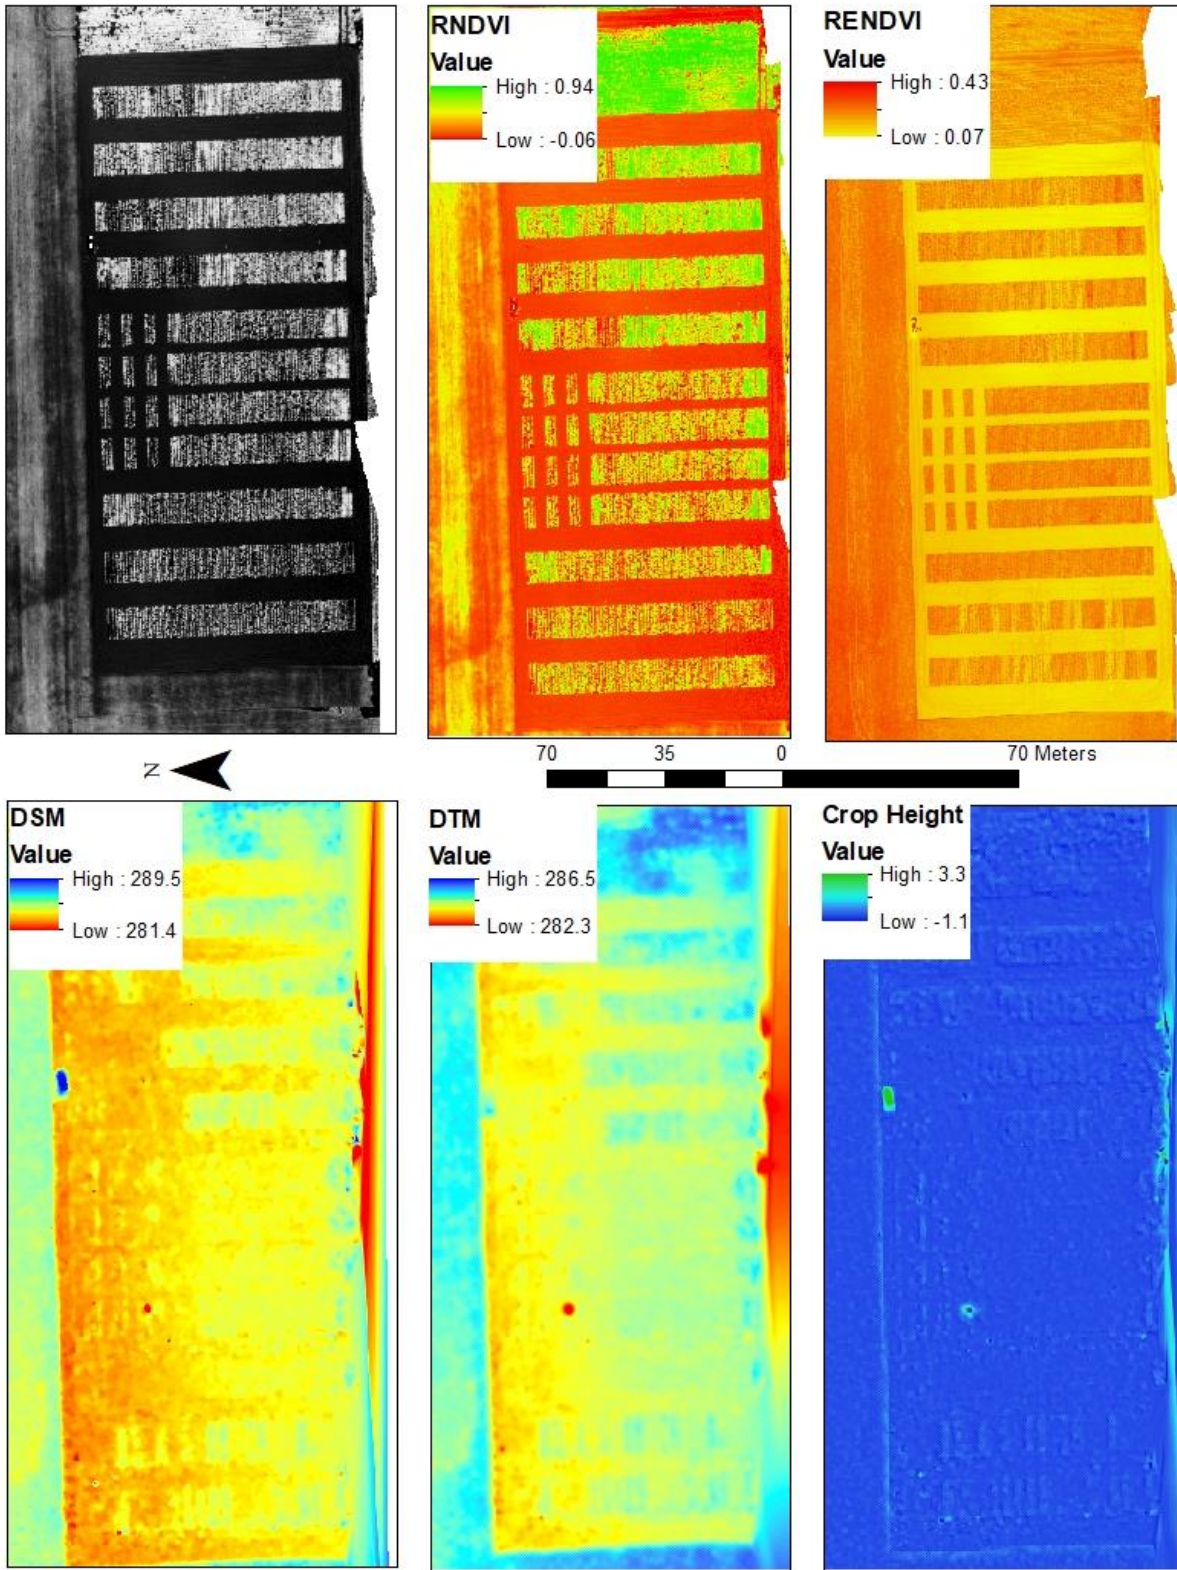 RNDVI
Value
High : 0.94
Low : -0.06
RENDVI
Value
High : 0.43
Low : 0.07
N
70 35 0 70 Meters
DSM
Value
High : 289.5
Low : 281.4
DTM
Value
High : 286.5
Low : 282.3
Crop Height
Value
High : 3.3
Low : -1.1